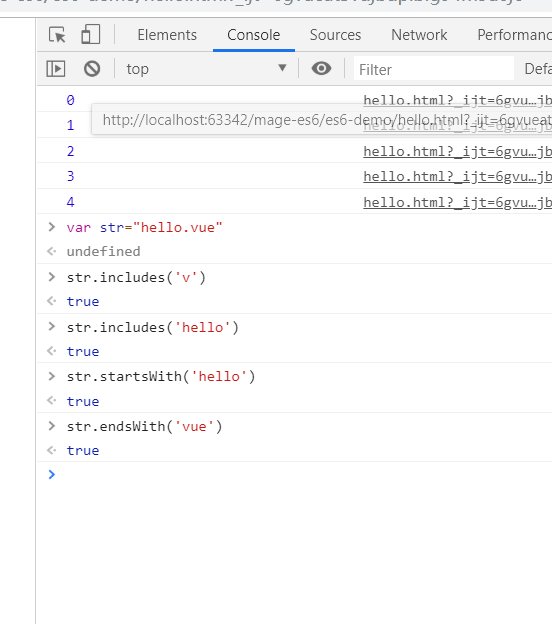 Elements Console Sources Network Performanc
top Filter Defa
0 hello.html?_ijt=6gvu…jb
1
http://localhost:63342/mage-es6/es6-demo/hello.html?_ijt=6gvueat
2 hello.html?_ijt=6gvu…jb
3 hello.html?_ijt=6gvu…jb
4 hello.html?_ijt=6gvu…jb
> var str="hello.vue"
undefined
> str.includes('v')
true
> str.includes('hello')
true
> str.startsWith('hello')
true
> str.endsWith('vue')
true
>